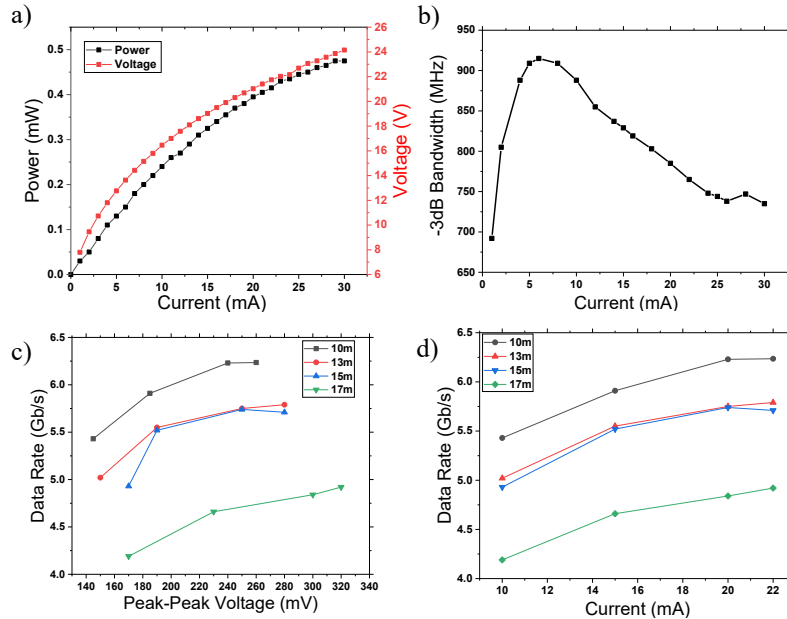 a)
Power
Voltage
0.5
0.4
0.3
0.2
0.1
0.0
Power (mW)
0 5 10 15 20 25 30
Current (mA)
26
24
22
20
18
16
14
12
10
8
6
Voltage (V)
b)
950
900
850
800
750
700
650
-3dB Bandwidth (MHz)
0 5 10 15 20 25 30
Current (mA)
c)
10m
13m
15m
17m
6.5
6.0
5.5
5.0
4.5
4.0
Data Rate (Gb/s)
140 160 180 200 220 240 260 280 300 320 340
Peak-Peak Voltage (mV)
d)
10m
13m
15m
17m
6.5
6.0
5.5
5.0
4.5
4.0
Data Rate (Gb/s)
10 12 14 16 18 20 22
Current (mA)